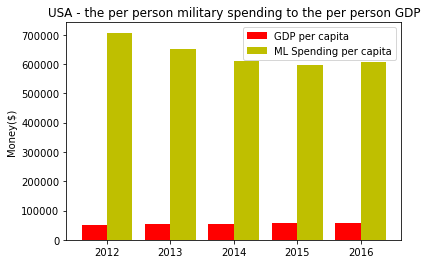 USA - the per person military spending to the per person GDP
GDP per capita
ML Spending per capita
Money($)
700000
600000
500000
400000
300000
200000
100000
0
2012 2013 2014 2015 2016